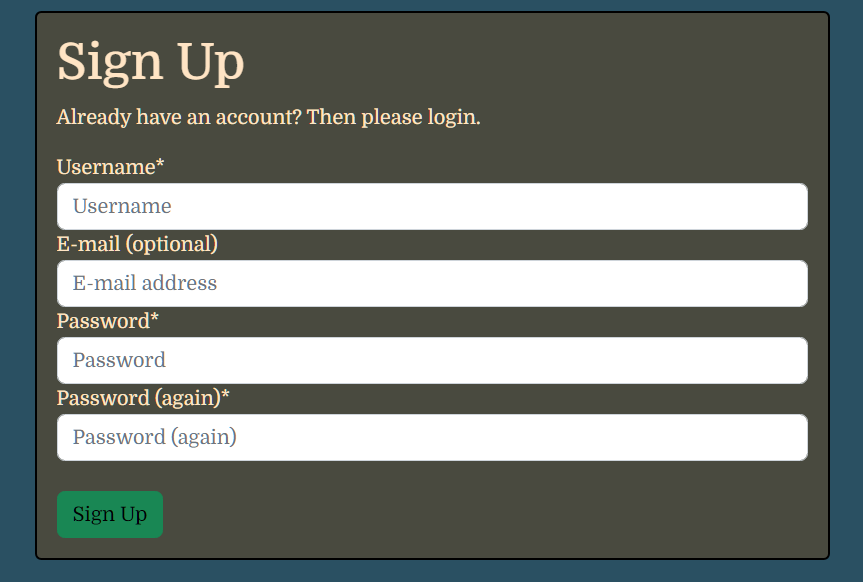 Sign Up
Already have an account? Then please login.
Username*
Username
E-mail (optional)
E-mail address
Password*
Password
Password (again)*
Password (again)
Sign Up